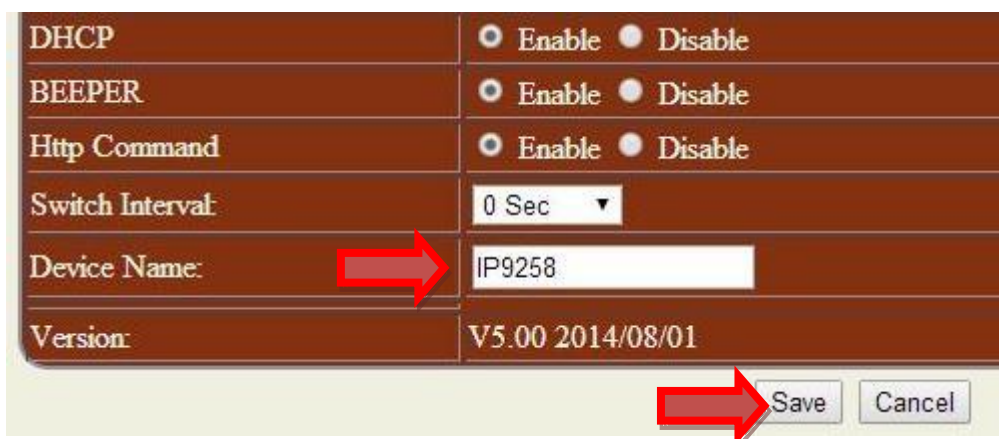 DHCP Enable Disable
BEEPER Enable Disable
Http Command Enable Disable
Switch Interval: 0 Sec
Device Name: IP9258
Version: V5.00 2014/08/01
Save Cancel